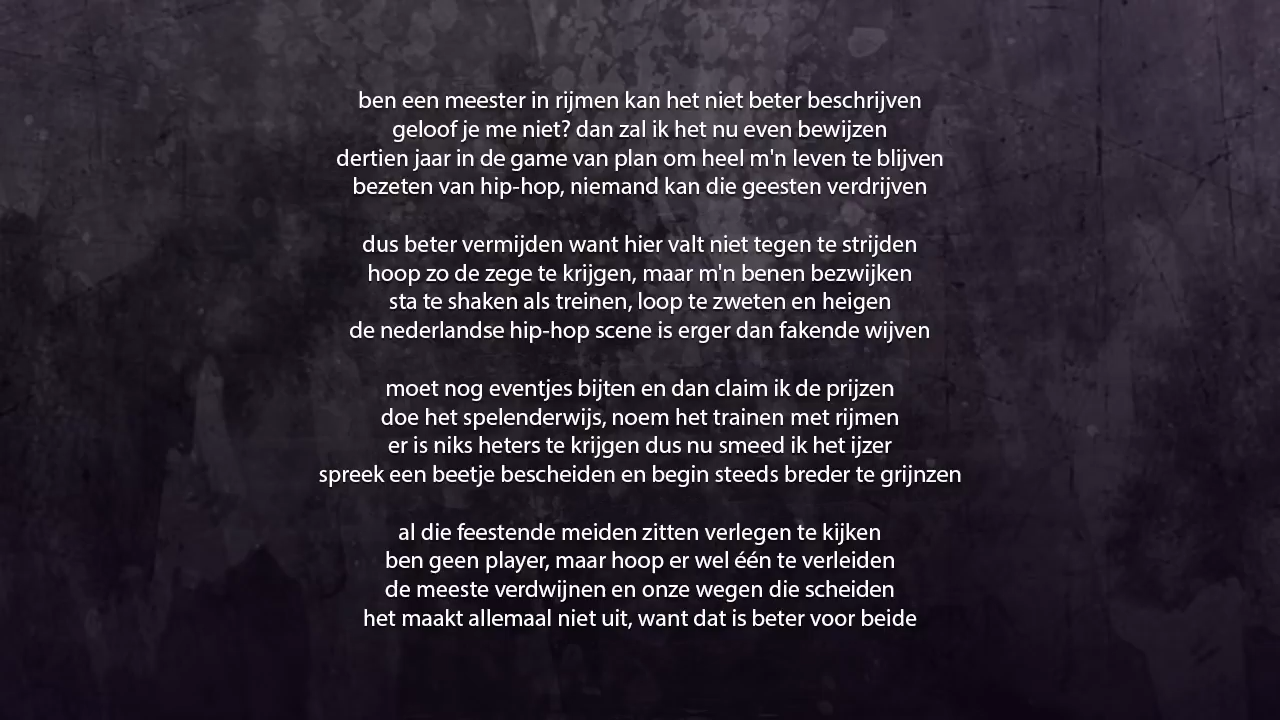 ben een meester in rijmen kan het niet beter beschrijven
geloof je me niet? dan zal ik het nu even bewijzen
dertien jaar in de game van plan om heel m'n leven te blijven
bezeten van hip-hop, niemand kan die geesten verdrijven

dus beter vermijden want hier valt niet tegen te strijden
hoop zo de zege te krijgen, maar m'n benen bezwijken
sta te shaken als treinen, loop te zweten en heigen
de nederlandse hip-hop scene is erger dan fakende wijven

moet nog eventjes bijten en dan claim ik de prijzen
doe het spelenderwijs, noem het trainen met rijmen
er is niks heters te krijgen dus nu smeed ik het ijzer
spreek een beetje bescheiden en begin steeds breder te grijnzen

al die feestende meiden zitten verlegen te kijken
ben geen player, maar hoop er wel één te verleiden
de meeste verdwijnen en onze wegen die scheiden
het maakt allemaal niet uit, want dat is beter voor beide